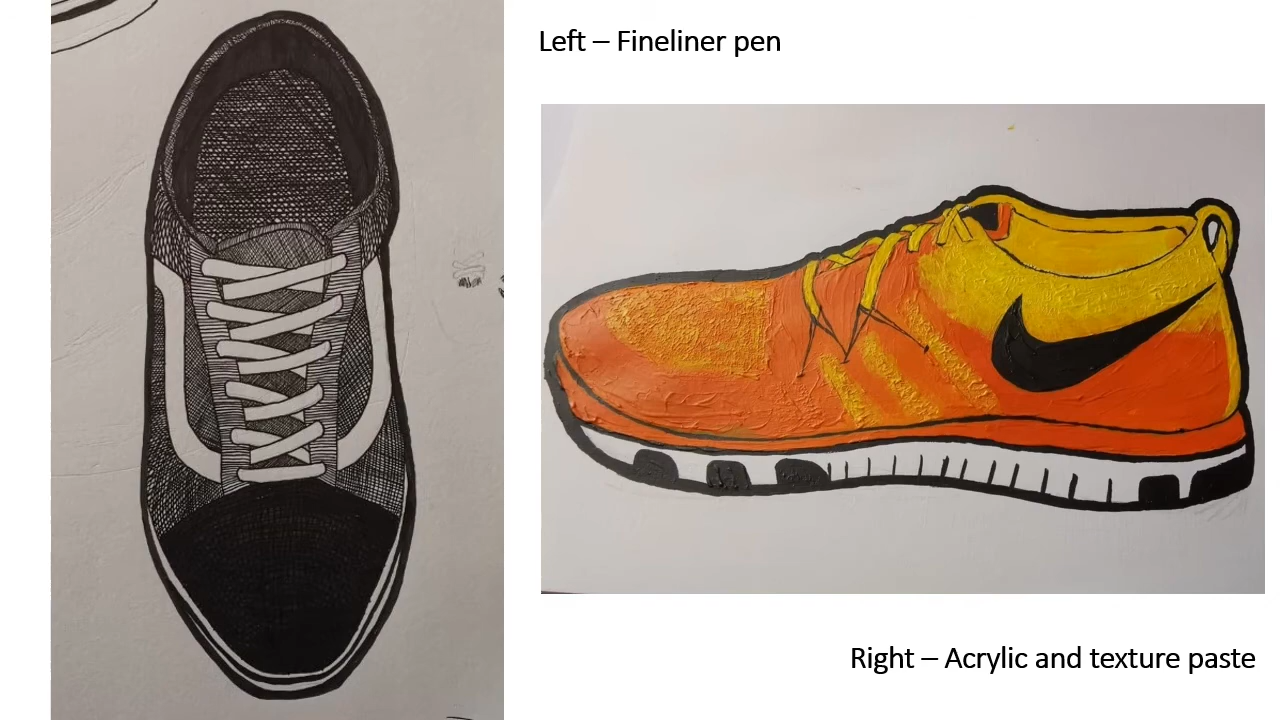 Left – Fineliner pen
Right – Acrylic and texture paste